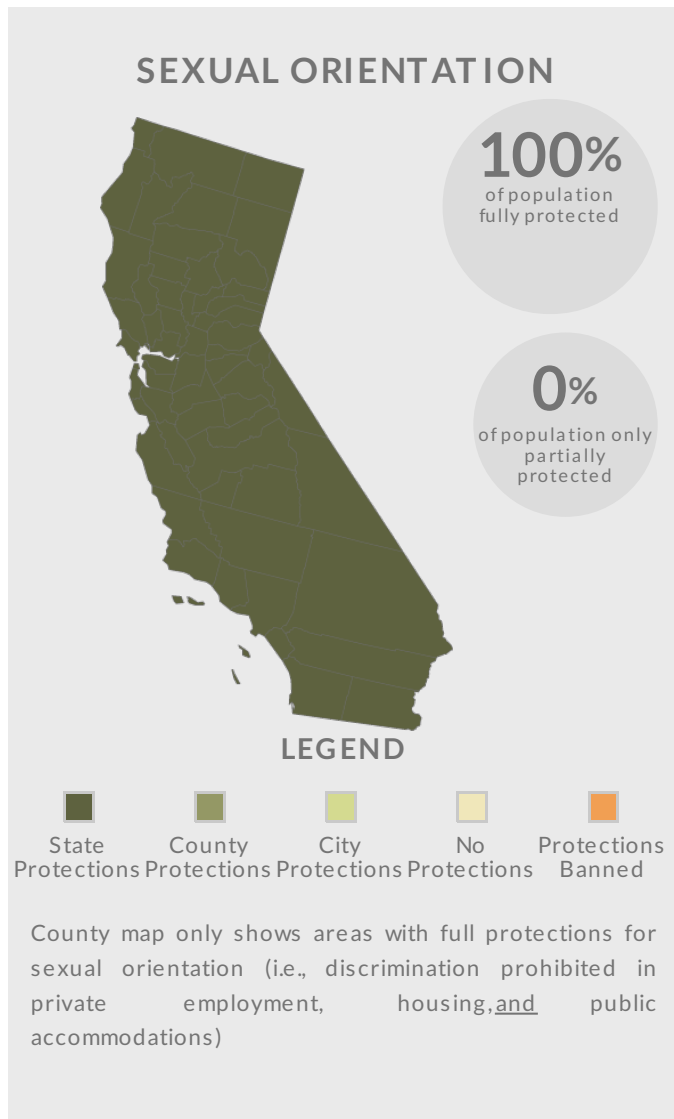 SEXUAL ORIENTATION
100%
of population
fully protected
0%
of population only
partially
protected
LEGEND
State
Protections
County
Protections
City
Protections
No
Protections
Protections
Banned
County map only shows areas with full protections for
sexual orientation (i.e., discrimination prohibited in
private employment, housing, and public
accommodations)